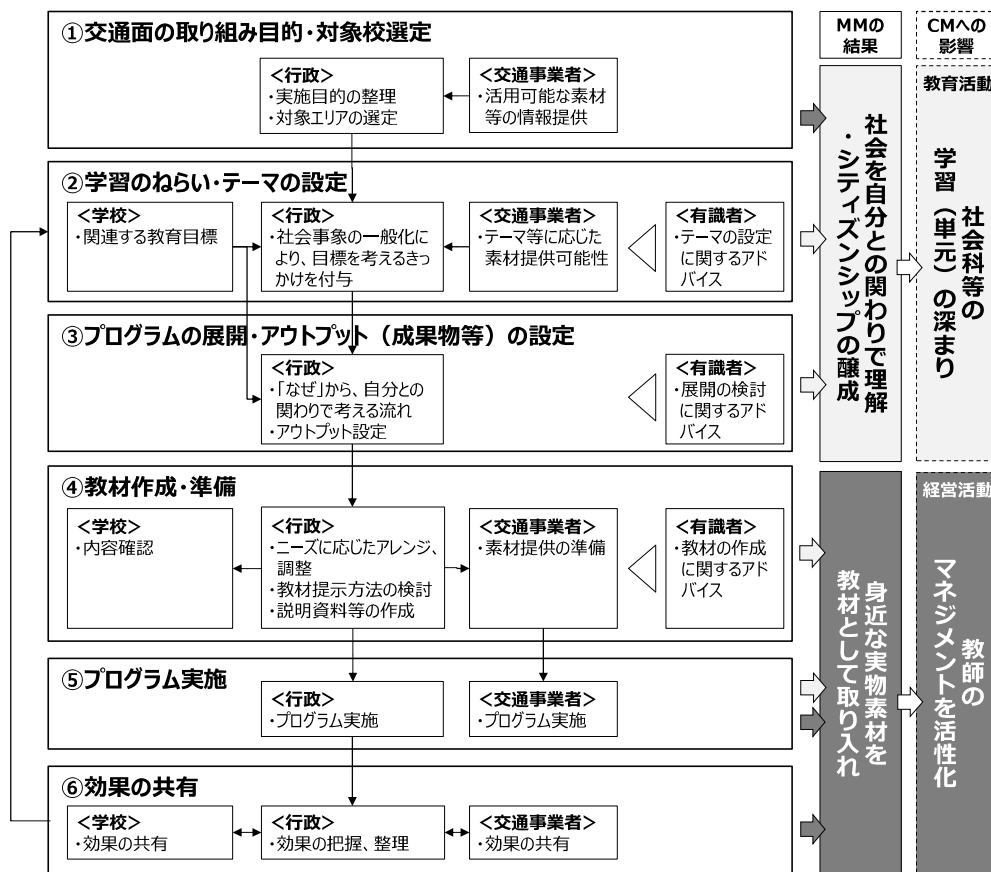 ①交通面の取り組み目的・対象校選定
<行政>
・実施目的の整理
・対象エリアの選定
<交通事業者>
・活用可能な素材
等の情報提供
②学習のねらい・テーマの設定
<学校>
・関連する教育目標
<行政>
・社会事象の一般化に
より、目標を考えるきっ
かけを付与
<交通事業者>
・テーマ等に応じた
素材提供可能性
<有識者>
・テーマの設定
に関するアド
バイス
③プログラムの展開・アウトプット（成果物等）の設定
<行政>
・「なぜ」から、自分との
関わりで考える流れ
・アウトプット設定
<有識者>
・展開の検討
に関するアド
バイス
④教材作成・準備
<学校>
・内容確認
<行政>
・ニーズに応じたアレンジ、
調整
・教材提示方法の検討
・説明資料等の作成
<交通事業者>
・素材提供の準備
<有識者>
・教材の作成
に関するアド
バイス
⑤プログラム実施
<行政>
・プログラム実施
<交通事業者>
・プログラム実施
⑥効果の共有
<学校>
・効果の共有
<行政>
・効果の把握、整理
<交通事業者>
・効果の共有
MMの
結果
社会を自分との関わりで理解
・シティズンシップの醸成
身近な実物素材を
教材として取り入れ
CMへの
影響
教育活動
社会科等の
学習（単元）の深まり
経営活動
教師の
マネジメントを活性化